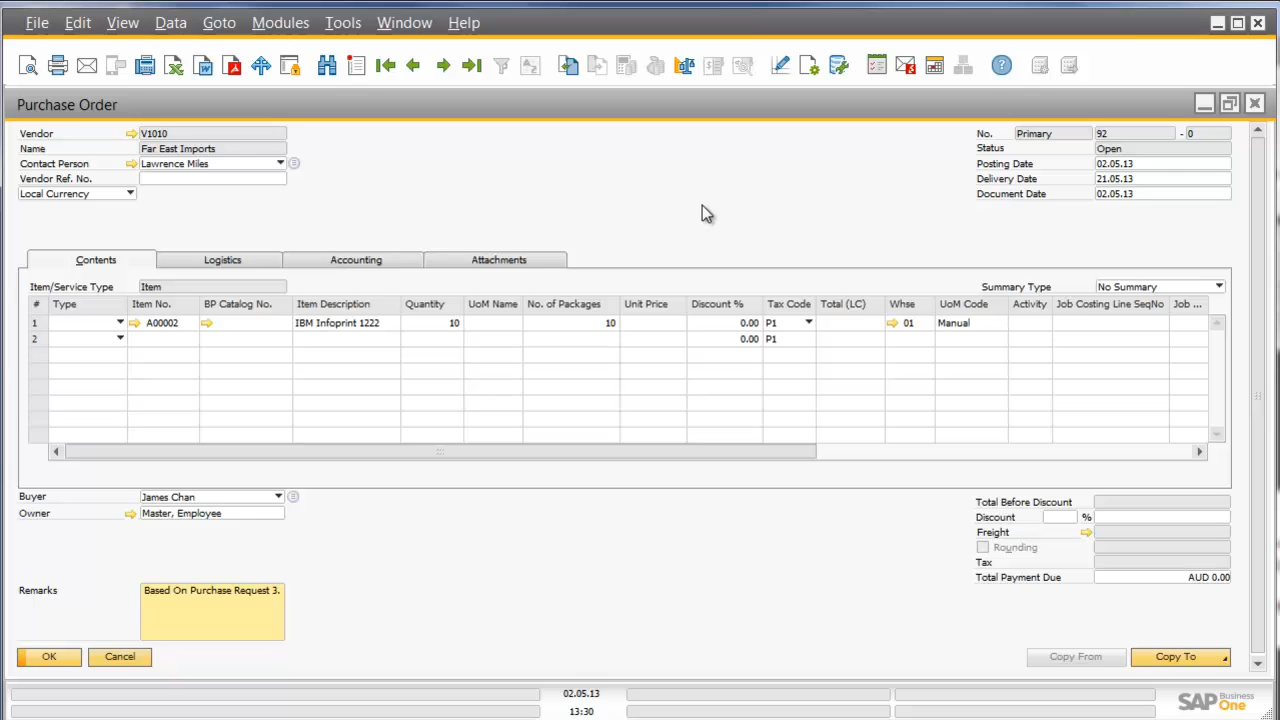 File Edit View Data Goto Modules Tools Window Help
Purchase Order
Vendor V1010
Name Far East Imports
Contact Person Lawrence Miles
Vendor Ref. No.
Local Currency
No. Primary 92 - 0
Status Open
Posting Date 02.05.13
Delivery Date 21.05.13
Document Date 02.05.13
Contents Logistics Accounting Attachments
Item/Service Type Item Summary Type No Summary
# Type Item No. BP Catalog No. Item Description Quantity UoM Name No. of Packages Unit Price Discount % Tax Code Total (LC) Whse UoM Code Activity Job Costing Line SeqNo Job ...
1 A00002 IBM Infoprint 1222 10 10 0.00 P1 01 Manual
2 0.00 P1
Buyer James Chan
Owner Master, Employee
Total Before Discount
Discount %
Freight
Rounding
Tax
Total Payment Due AUD 0.00
Remarks Based On Purchase Request 3.
OK Cancel Copy From Copy To
02.05.13
13:30
SAP Business One